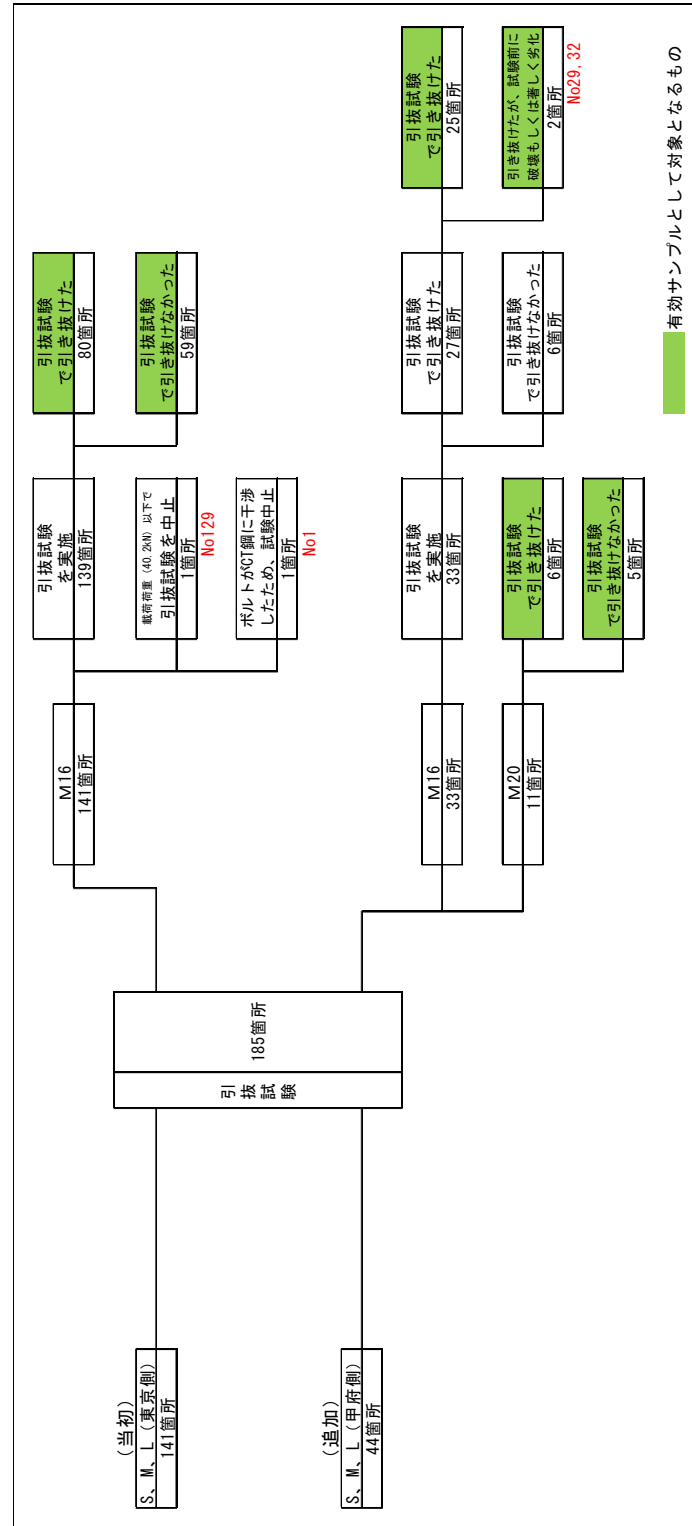 (当初)
S、M、L (東京側)
141箇所
(追加)
S、M、L (甲府側)
44箇所
引抜試験
185箇所
M16
141箇所
引抜試験
を実施
139箇所
引抜試験
で引き抜けた
80箇所
引抜試験
で引き抜けなかった
59箇所
載荷荷重 (40.2kN) 以下で
引抜試験を中止
1箇所
No129
ボルトがCT鋼に干渉
したため、試験中止
1箇所
No1
M16
33箇所
引抜試験
を実施
33箇所
引抜試験
で引き抜けた
27箇所
引抜試験
で引き抜けた
25箇所
引き抜けたが、試験前に
破壊もしくは著しく劣化
2箇所
No29, 32
引抜試験
で引き抜けなかった
6箇所
M20
11箇所
引抜試験
で引き抜けた
6箇所
引抜試験
で引き抜けなかった
5箇所
有効サンプルとして対象となるもの